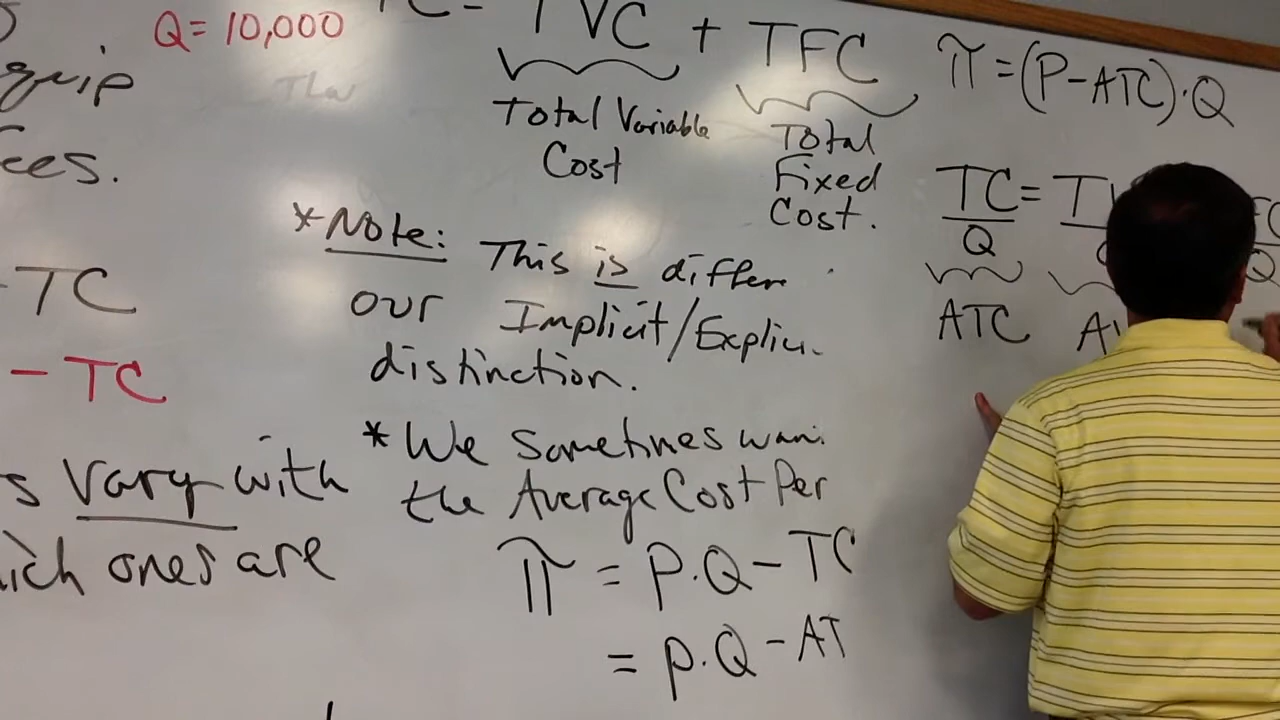 Q = 10,000
quip
ces.
- TC
- TC
s vary with
ich ones are
TC = TVC + TFC
Total Variable
Cost
Total
Fixed
Cost.
*Note: This is differ
our Implicit/Explici
distinction.
*We sometimes wan
the Average Cost Per
π = P·Q - TC
= P·Q - AT
π = (P - ATC)·Q
TC = T
Q
Q
ATC A